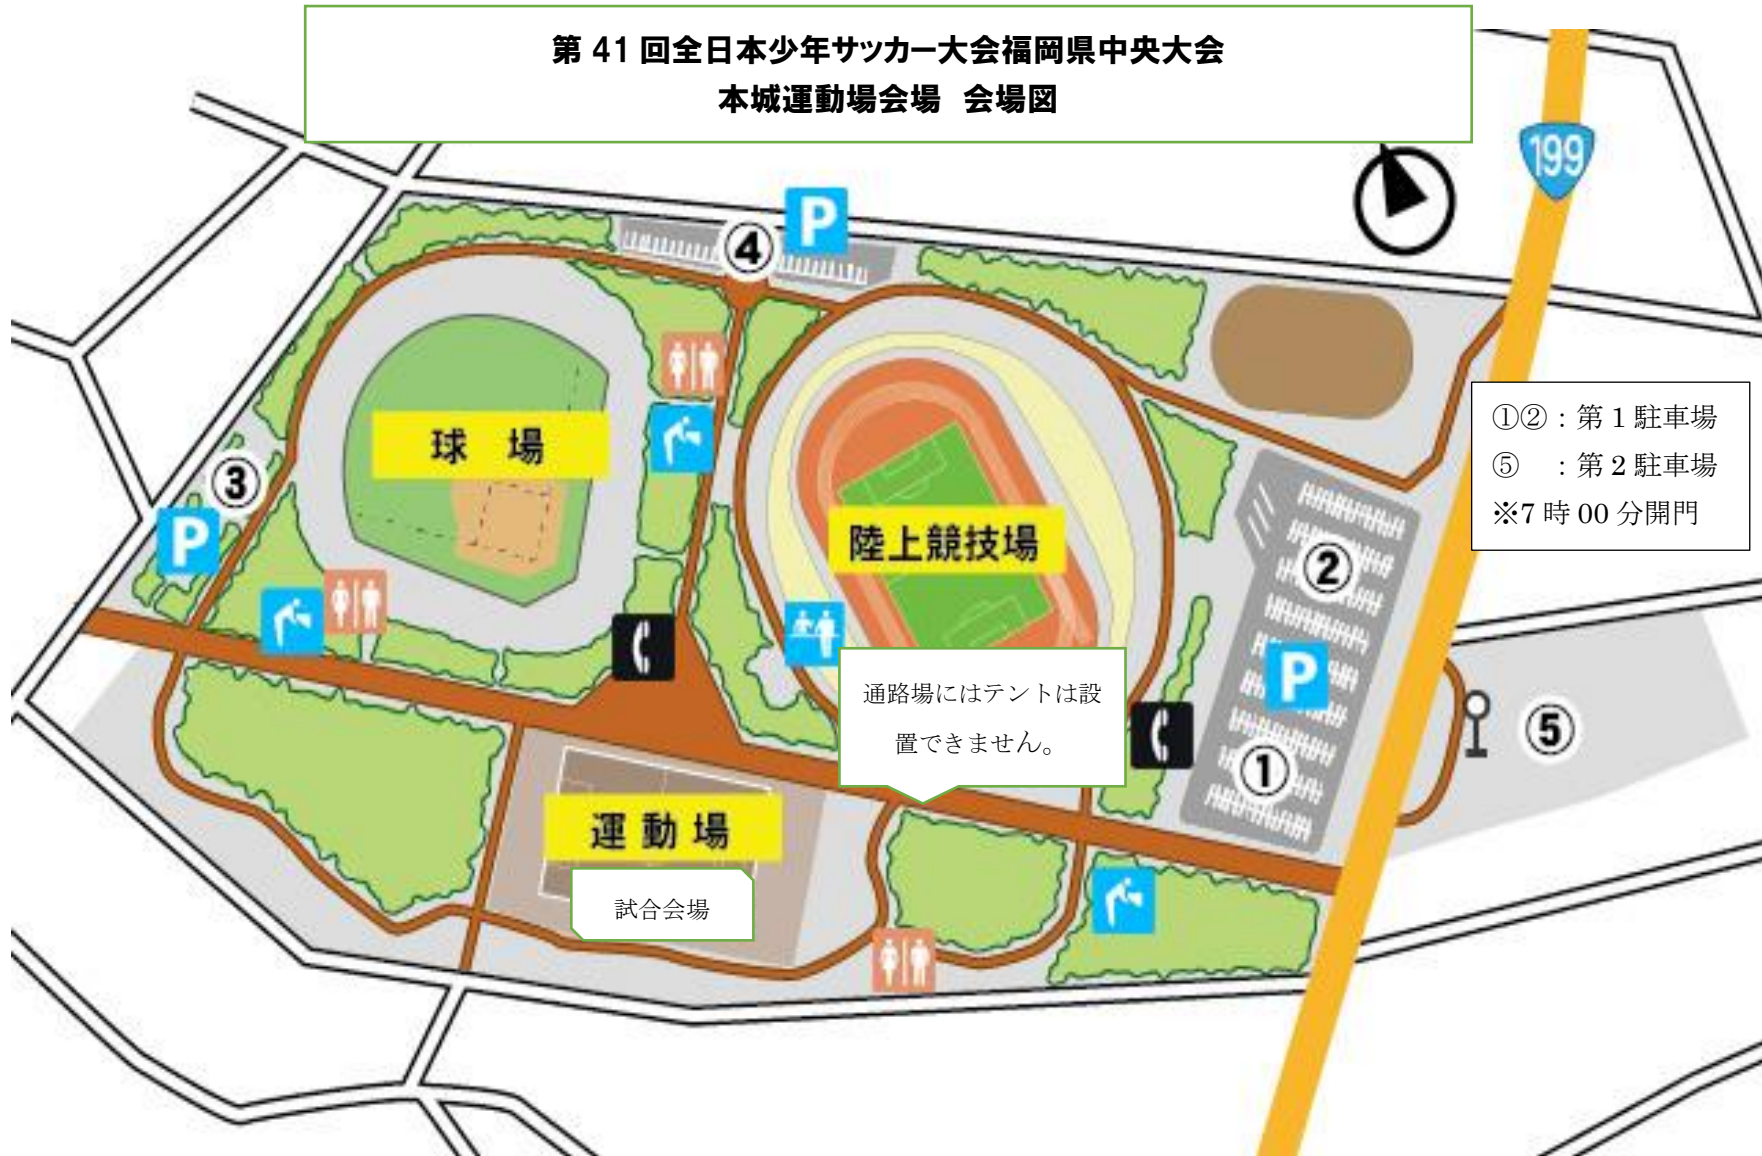 第 41 回全日本少年サッカー大会福岡県中央大会
本城運動場会場 会場図
199
P
④
①②：第 1 駐車場
⑤ ：第 2 駐車場
※7 時 00 分開門
球 場
③
P
陸上競技場
②
P
通路場にはテントは設
置できません。
⑤
①
運動場
試合会場